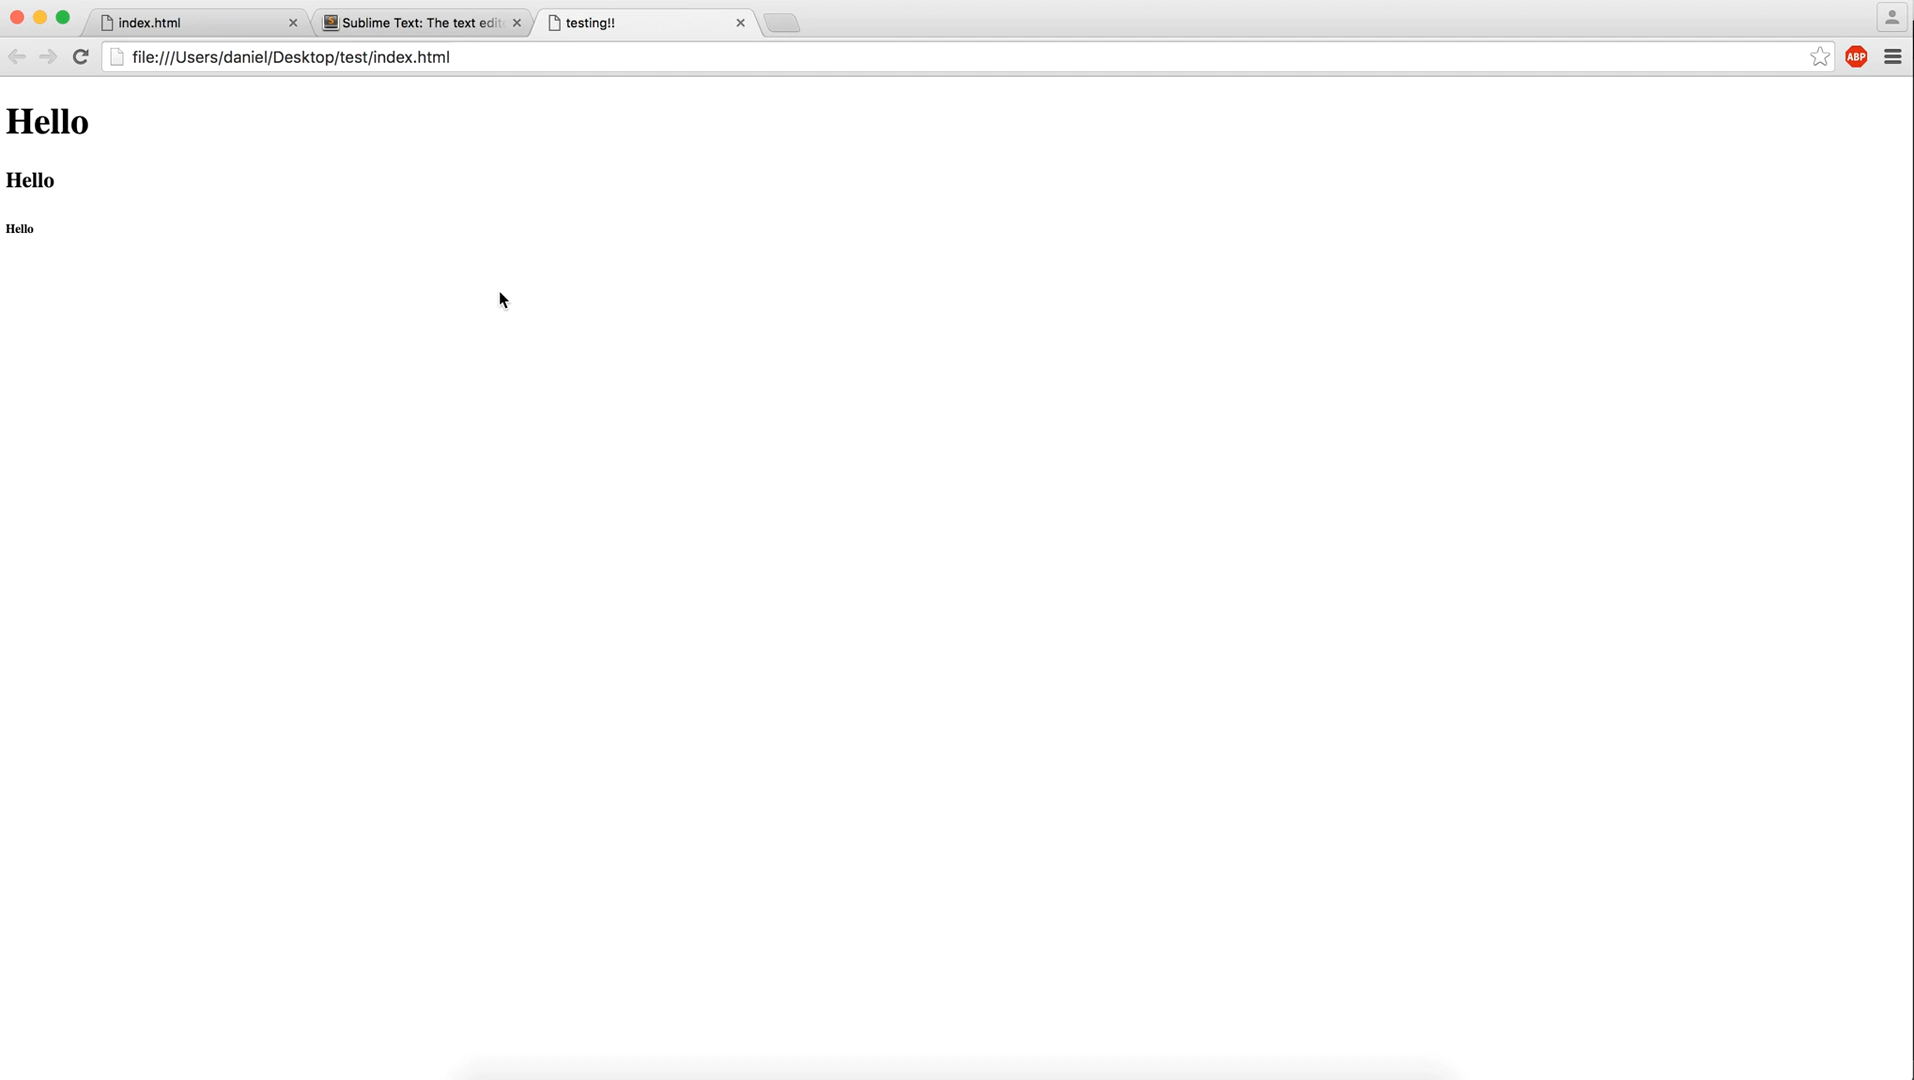 index.html
Sublime Text: The text edit
testing!!
file:///Users/daniel/Desktop/test/index.html
ABP
Hello
Hello
Hello